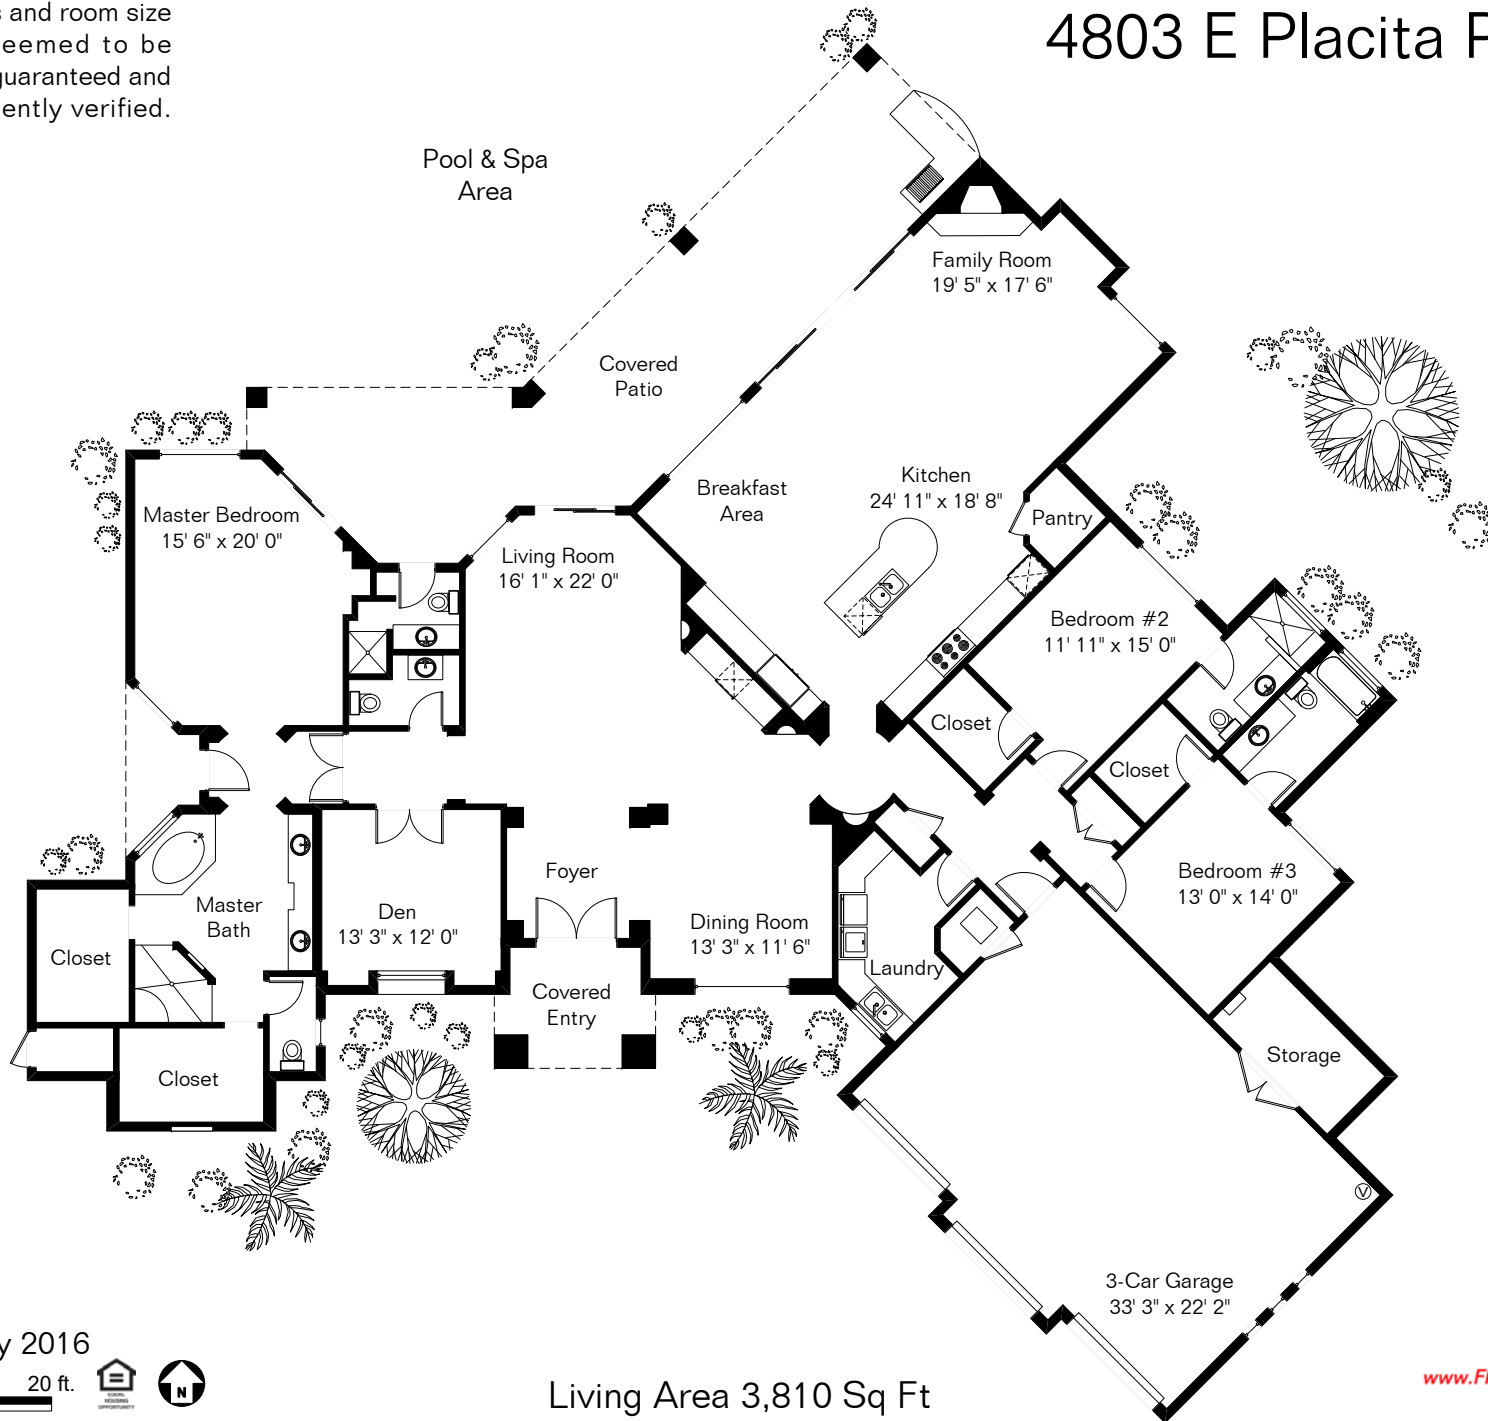 and room size
4803 E Placita
eemed to be
guaranteed and
ently verified.
Pool & Spa
Area
Family Room
19' 5" x 17' 6"
Covered
Patio
Kitchen
24' 11" x 18' 8"
Breakfast
Area
Pantry
Master Bedroom
15' 6" x 20' 0"
Living Room
16' 1" x 22' 0"
Bedroom #2
11' 11" x 15' 0"
Closet
Closet
Foyer
Bedroom #3
13' 0" x 14' 0"
Master
Bath
Den
13' 3" x 12' 0"
Dining Room
13' 3" x 11' 6"
Closet
Laundry
Covered
Entry
Storage
Closet
V
3-Car Garage
33' 3" x 22' 2"
y 2016
20 ft.
EQUAL
HOUSING
OPPORTUNITY
N
Living Area 3,810 Sq Ft
www.Fl